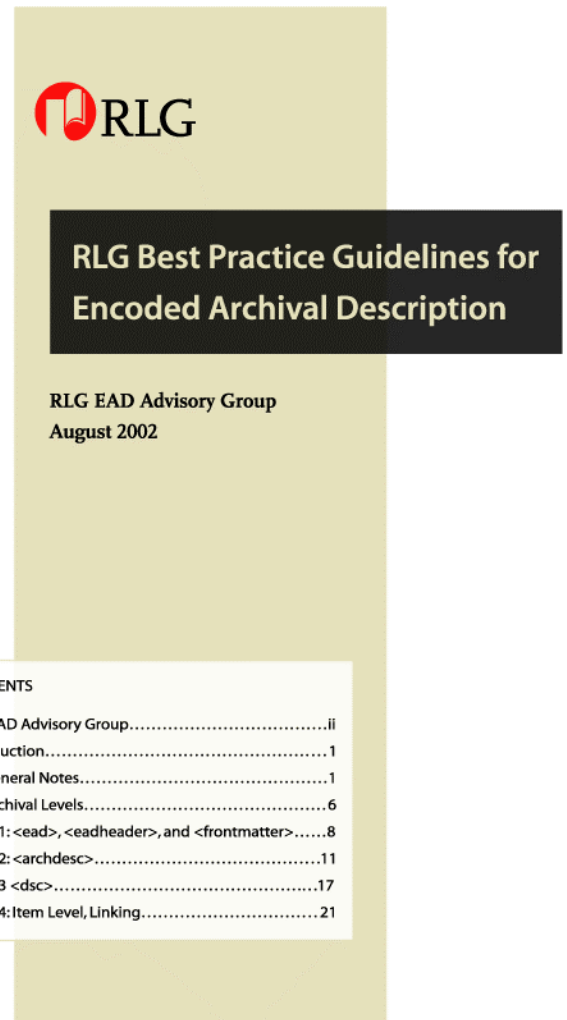 RLG
RLG Best Practice Guidelines for
Encoded Archival Description
RLG EAD Advisory Group
August 2002
ENTS
AD Advisory Group..................................ii
uction...............................................1
neral Notes..........................................1
chival Levels.........................................6
1: <ead>, <eadheader>, and <frontmatter>......8
2: <archdesc>.......................................11
3 <dsc>.............................................17
4: Item Level, Linking..............................21